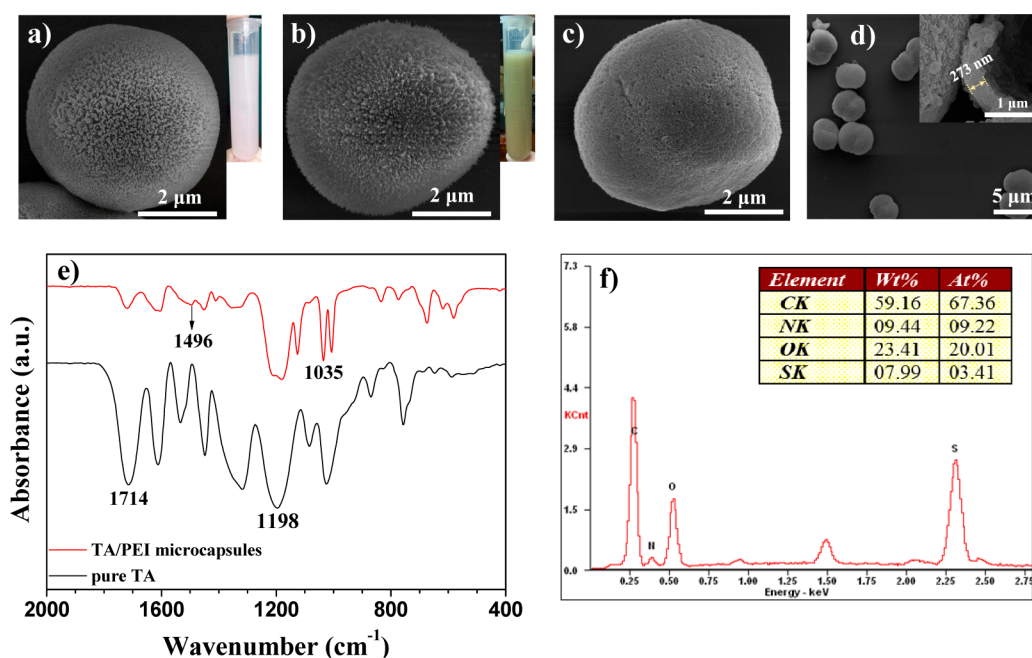 a)
2 µm
b)
2 µm
c)
2 µm
d)
273 nm
1 µm
5 µm
e)
Absorbance (a.u.)
1496
1035
1714
1198
TA/PEI microcapsules
pure TA
2000 1600 1200 800 400
Wavenumber (cm⁻¹)
f)
Element Wt% At%
CK 59.16 67.36
NK 09.44 09.22
OK 23.41 20.01
SK 07.99 03.41
7.3
5.8
4.4
KCnt
2.9
1.5
0.0
C
N
O
S
0.25 0.50 0.75 1.00 1.25 1.50 1.75 2.00 2.25 2.50 2.75
Energy - keV